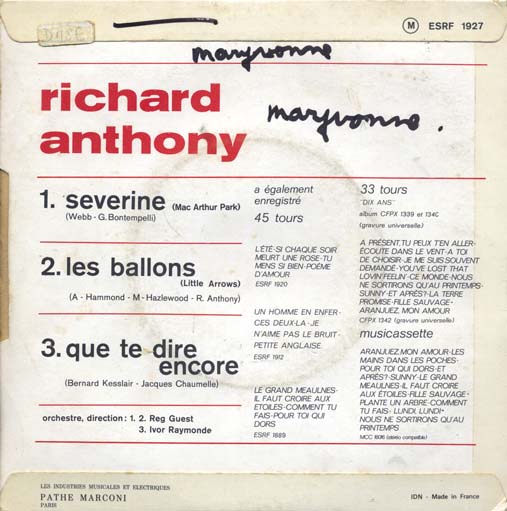 DUSE
Ⓜ ESRF 1927
maryvonne
richard
anthony
maryvonne.
1. severine (Mac Arthur Park)
(Webb - G. Bontempelli)
2. les ballons
(Little Arrows)
(A - Hammond - M - Hazlewood - R. Anthony)
3. que te dire
encore
(Bernard Kesslair - Jacques Chaumelle)
orchestre, direction : 1. 2. Reg Guest
3. Ivor Raymonde
a également
enregistré
45 tours
L'ÉTÉ-SI CHAQUE SOIR
MEURT UNE ROSE-TU
MENS SI BIEN-POÈME
D'AMOUR
ESRF 1920
UN HOMME EN ENFER-
CES DEUX-LA-JE
N'AIME PAS LE BRUIT-
PETITE ANGLAISE.
ESRF 1912
LE GRAND MEAULNES-
IL FAUT CROIRE AUX
ETOILES-COMMENT TU
FAIS-POUR TOI QUI
DORS
ESRF 1889
33 tours
"DIX ANS"
album CFPX 1339 et 1340
(gravure universelle)
A PRÉSENT,TU PEUX T'EN ALLER-
ÉCOUTE DANS LE VENT-A TOI
DE CHOISIR-JE ME SUIS,SOUVENT
DEMANDÉ-YOU'VE LOST THAT
LOVIN'FEELIN'-CE MONDE-NOUS
NE SORTIRONS QU'AU PRINTEMPS-
SUNNY-ET APRÈS?-LA TERRE
PROMISE-FILLE SAUVAGE-
ARANJUEZ, MON AMOUR
CFPX 1342 (gravure universelle)
musicassette
ARANJUEZ,MON AMOUR-LES
MAINS DANS LES POCHES-
POUR TOI QUI DORS-ET
APRÈS?-SUNNY-LE GRAND
MEAULNES-IL FAUT CROIRE
AUX ÉTOILES-FILLE SAUVAGE-
PLANTE UN ARBRE-COMMENT
TU FAIS- LUNDI, LUNDI-
NOUS NE SORTIRONS QU'AU
PRINTEMPS
MCC 1806 (stéréo compatible)
LES INDUSTRIES MUSICALES ET ELECTRIQUES
PATHE MARCONI
PARIS
IDN - Made in France